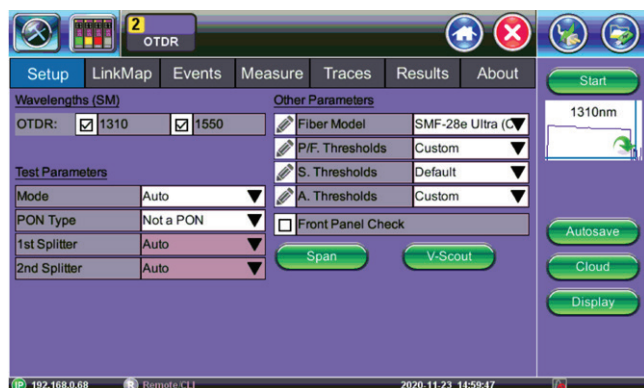 2
OTDR
Setup LinkMap Events Measure Traces Results About
Start
Wavelengths (SM)
Other Parameters
OTDR: 1310 1550
Fiber Model SMF-28e Ultra (C
P/F. Thresholds Custom
S. Thresholds Default
A. Thresholds Custom
Front Panel Check
Span V-Scout
Test Parameters
Mode Auto
PON Type Not a PON
1st Splitter Auto
2nd Splitter Auto
1310nm
Autosave
Cloud
Display
IP 192.168.0.68 R Remote/CLI 2020-11-23 14:59:47